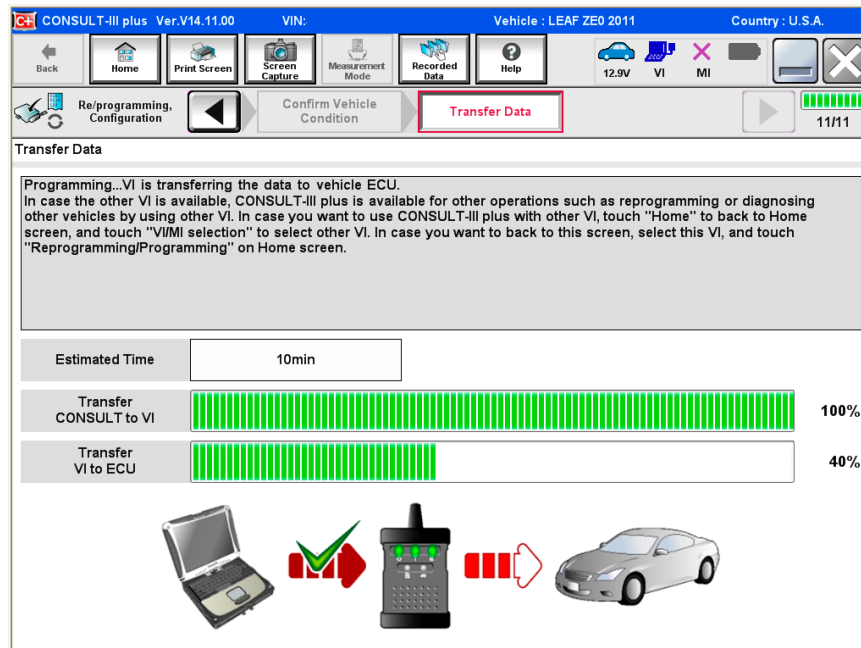 C+ CONSULT-III plus Ver.V14.11.00 VIN: Vehicle : LEAF ZE0 2011 Country : U.S.A.
Back
Home
Print Screen
Screen
Capture
Measurement
Mode
Recorded
Data
Help
12.9V
VI
MI
Re/programming,
Configuration
Confirm Vehicle
Condition
Transfer Data
11/11
Transfer Data
Programming...VI is transferring the data to vehicle ECU.
In case the other VI is available, CONSULT-III plus is available for other operations such as reprogramming or diagnosing
other vehicles by using other VI. In case you want to use CONSULT-III plus with other VI, touch "Home" to back to Home
screen, and touch "VI/MI selection" to select other VI. In case you want to back to this screen, select this VI, and touch
"Reprogramming/Programming" on Home screen.
Estimated Time
10min
Transfer
CONSULT to VI
100%
Transfer
VI to ECU
40%